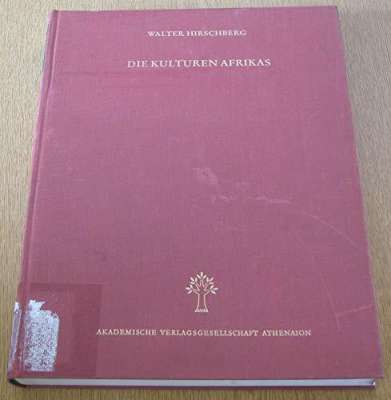 WALTER HIRSCHBERG
DIE KULTUREN AFRIKAS
AKADEMISCHE VERLAGSGESELLSCHAFT ATHENAION